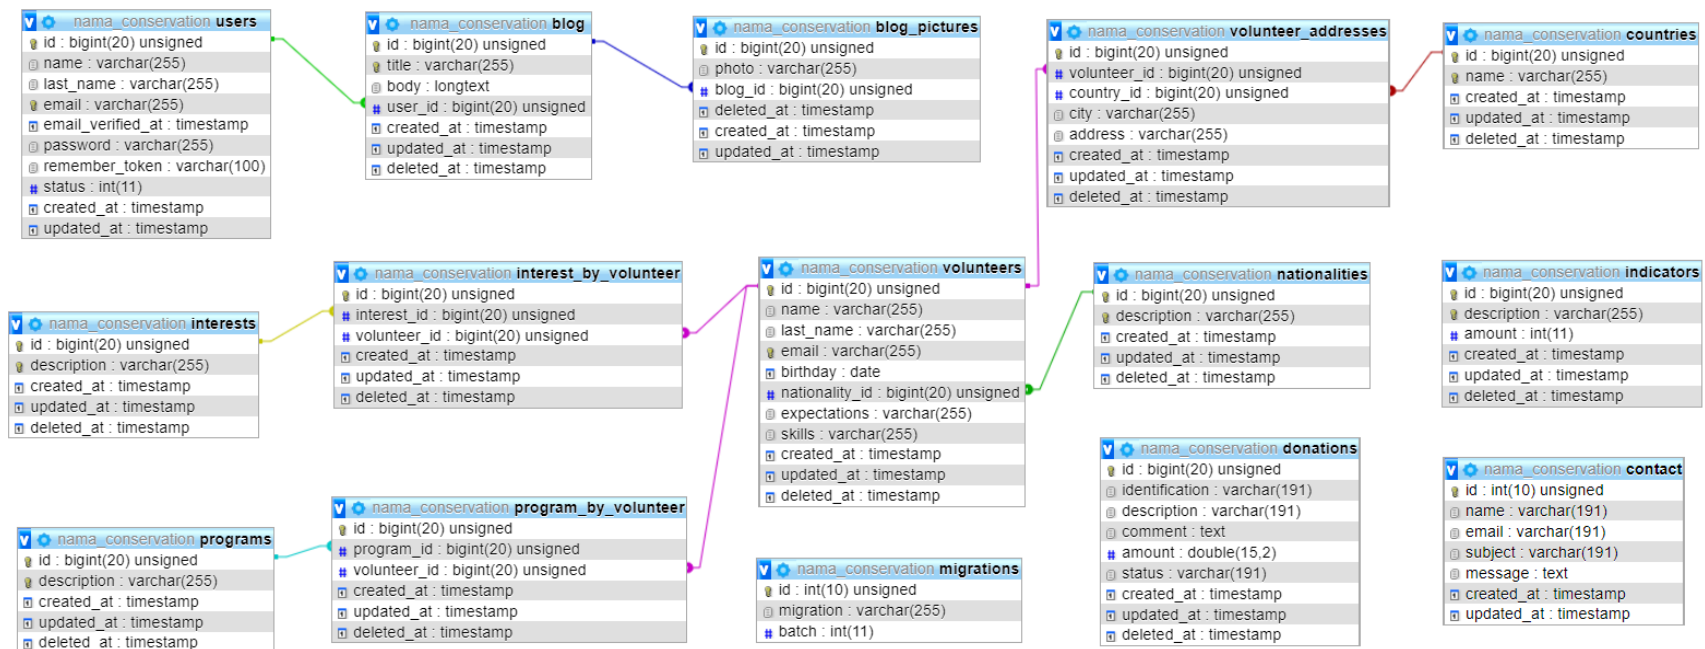 nama_conservation users
id : bigint(20) unsigned
name : varchar(255)
last_name : varchar(255)
email : varchar(255)
email_verified_at : timestamp
password : varchar(255)
remember_token : varchar(100)
status : int(11)
created_at : timestamp
updated_at : timestamp
nama_conservation blog
id : bigint(20) unsigned
title : varchar(255)
body : longtext
user_id : bigint(20) unsigned
created_at : timestamp
updated_at : timestamp
deleted_at : timestamp
nama_conservation blog_pictures
id : bigint(20) unsigned
photo : varchar(255)
blog_id : bigint(20) unsigned
deleted_at : timestamp
created_at : timestamp
updated_at : timestamp
nama_conservation volunteer_addresses
id : bigint(20) unsigned
volunteer_id : bigint(20) unsigned
country_id : bigint(20) unsigned
city : varchar(255)
address : varchar(255)
created_at : timestamp
updated_at : timestamp
deleted_at : timestamp
nama_conservation countries
id : bigint(20) unsigned
name : varchar(255)
created_at : timestamp
updated_at : timestamp
deleted_at : timestamp
nama_conservation interests
id : bigint(20) unsigned
description : varchar(255)
created_at : timestamp
updated_at : timestamp
deleted_at : timestamp
nama_conservation interest_by_volunteer
id : bigint(20) unsigned
interest_id : bigint(20) unsigned
volunteer_id : bigint(20) unsigned
created_at : timestamp
updated_at : timestamp
deleted_at : timestamp
nama_conservation volunteers
id : bigint(20) unsigned
name : varchar(255)
last_name : varchar(255)
email : varchar(255)
birthday : date
nationality_id : bigint(20) unsigned
expectations : varchar(255)
skills : varchar(255)
created_at : timestamp
updated_at : timestamp
deleted_at : timestamp
nama_conservation nationalities
id : bigint(20) unsigned
description : varchar(255)
created_at : timestamp
updated_at : timestamp
deleted_at : timestamp
nama_conservation indicators
id : bigint(20) unsigned
description : varchar(255)
amount : int(11)
created_at : timestamp
updated_at : timestamp
deleted_at : timestamp
nama_conservation programs
id : bigint(20) unsigned
description : varchar(255)
created_at : timestamp
updated_at : timestamp
deleted_at : timestamp
nama_conservation program_by_volunteer
id : bigint(20) unsigned
program_id : bigint(20) unsigned
volunteer_id : bigint(20) unsigned
created_at : timestamp
updated_at : timestamp
deleted_at : timestamp
nama_conservation migrations
id : int(10) unsigned
migration : varchar(255)
batch : int(11)
nama_conservation donations
id : bigint(20) unsigned
identification : varchar(191)
description : varchar(191)
comment : text
amount : double(15,2)
status : varchar(191)
created_at : timestamp
updated_at : timestamp
deleted_at : timestamp
nama_conservation contact
id : int(10) unsigned
name : varchar(191)
email : varchar(191)
subject : varchar(191)
message : text
created_at : timestamp
updated_at : timestamp